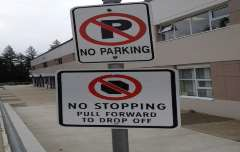 P
NO PARKING
NO STOPPING
PULL FORWARD
TO DROP OFF